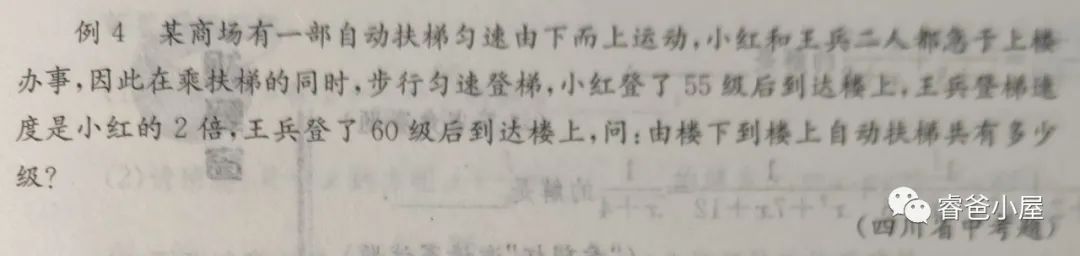 例4 某商场有一部自动扶梯匀速由下而上运动,小红和王兵二人都急于上楼
办事,因此在乘扶梯的同时,步行匀速登梯,小红登了55级后到达楼上,王兵登梯速
度是小红的2倍,王兵登了60级后到达楼上,问:由楼下到楼上自动扶梯共有多少
级?
(四川省中考题)
睿爸小屋